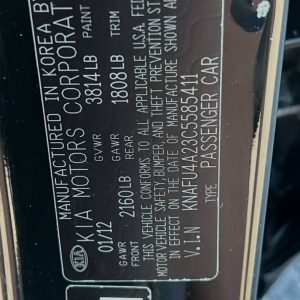 MANUFACTURED IN KOREA BY
KIA MOTORS CORPORAT
KIA
01/12 GVWR 3814LB PAINT
GAWR FRONT 2160LB GAWR REAR 1808LB TRIM
THIS VEHICLE CONFORMS TO ALL APPLICABLE U.S.A. FED
VEHICLE SAFETY, BUMPER, AND THEFT PREVENTION ST
IN EFFECT ON THE DATE OF MANUFACTURE SHOWN
V.I.N KNAFU4A23C5585411
TYPE PASSENGER CAR